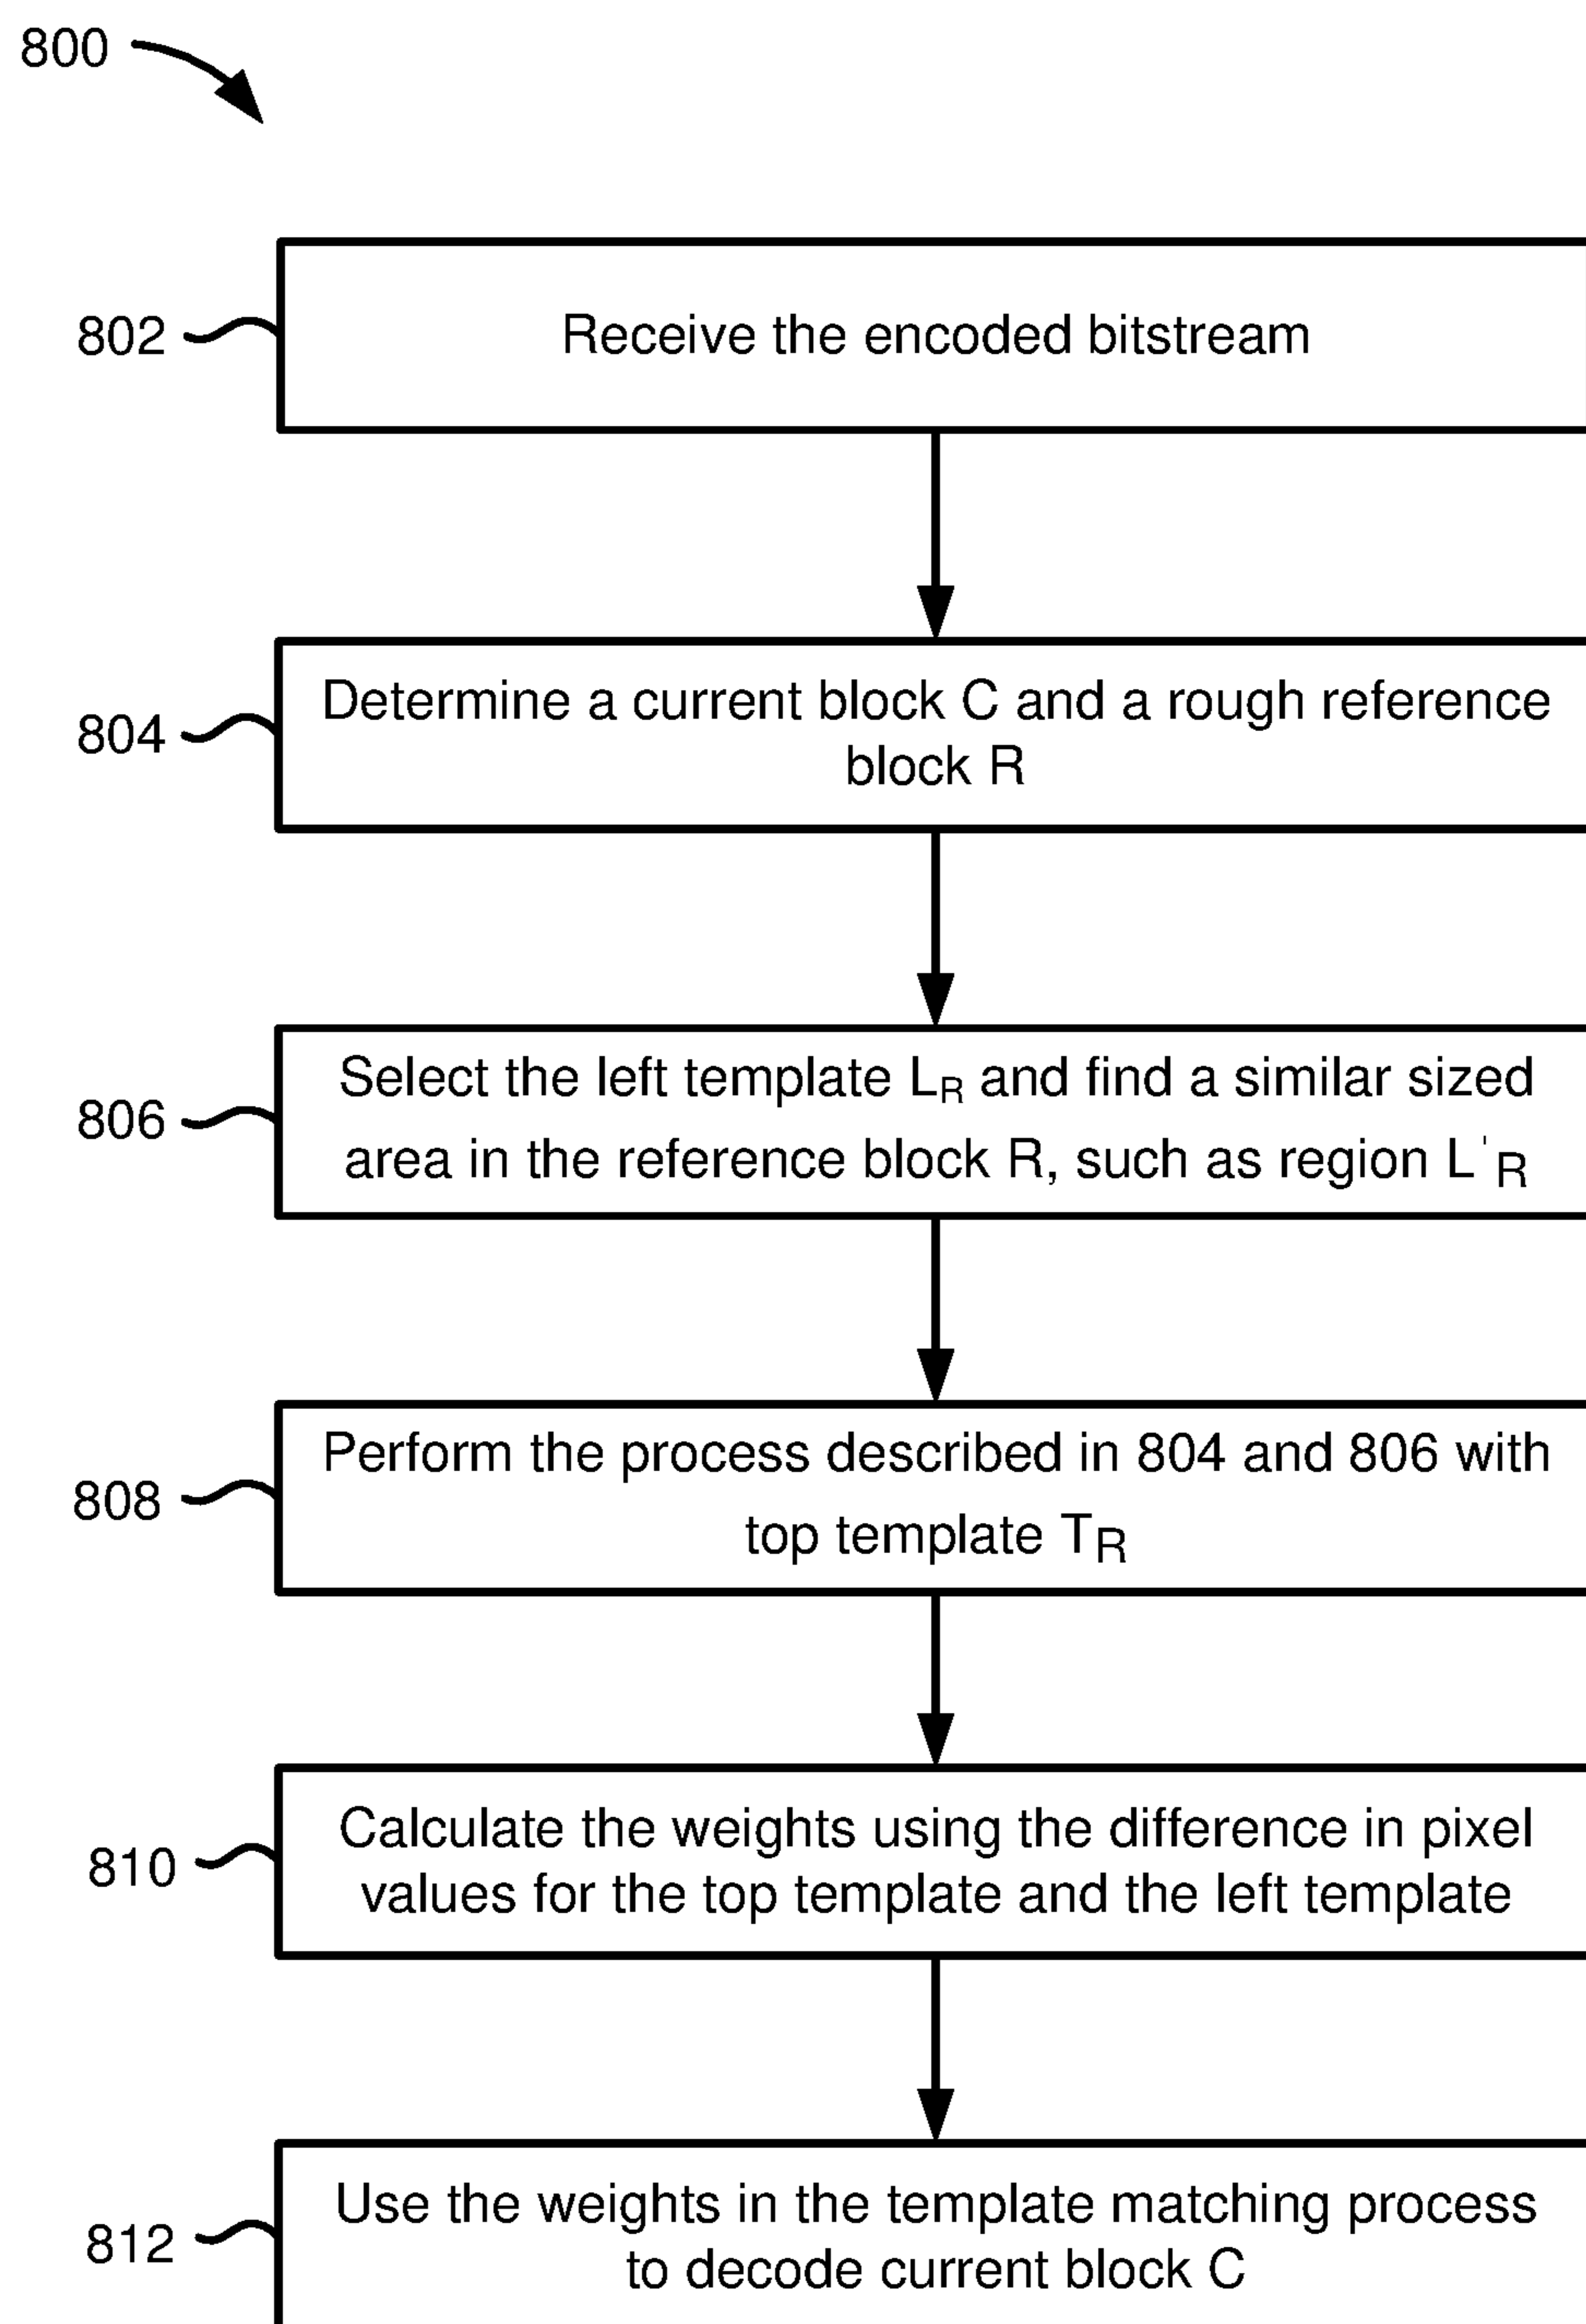 800
802
Receive the encoded bitstream
804
Determine a current block C and a rough reference
block R
806
Select the left template L_R and find a similar sized
area in the reference block R, such as region L'_R
808
Perform the process described in 804 and 806 with
top template T_R
810
Calculate the weights using the difference in pixel
values for the top template and the left template
812
Use the weights in the template matching process
to decode current block C